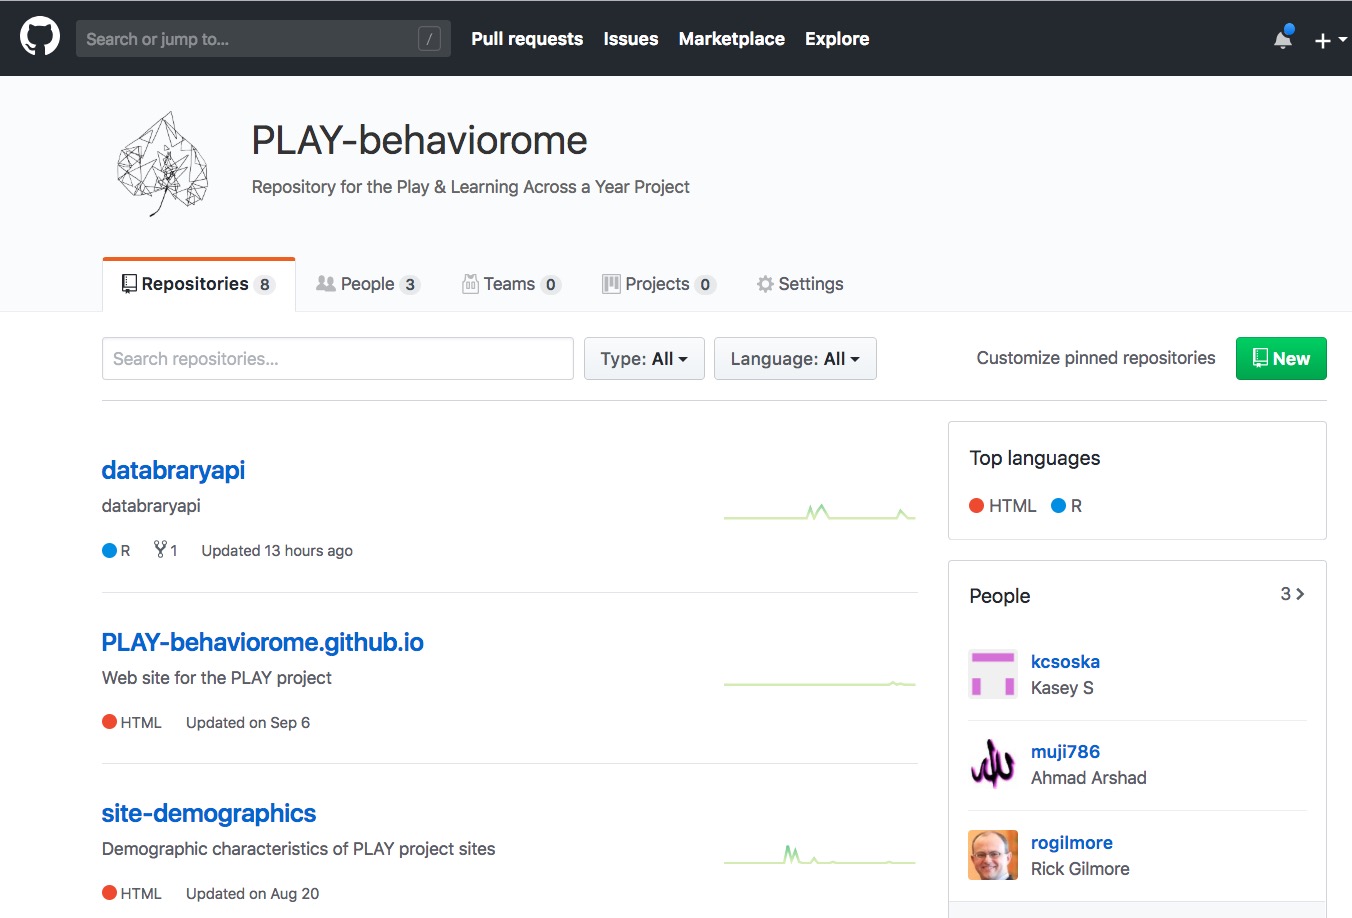 Search or jump to... /
Pull requests Issues Marketplace Explore
PLAY-behaviorome
Repository for the Play & Learning Across a Year Project
Repositories 8 People 3 Teams 0 Projects 0 Settings
Search repositories... Type: All Language: All Customize pinned repositories New
databraryapi
databraryapi
R 1 Updated 13 hours ago
PLAY-behaviorome.github.io
Web site for the PLAY project
HTML Updated on Sep 6
site-demographics
Demographic characteristics of PLAY project sites
HTML Updated on Aug 20
Top languages
HTML R
People 3
kcsoska
Kasey S
muji786
Ahmad Arshad
rogilmore
Rick Gilmore